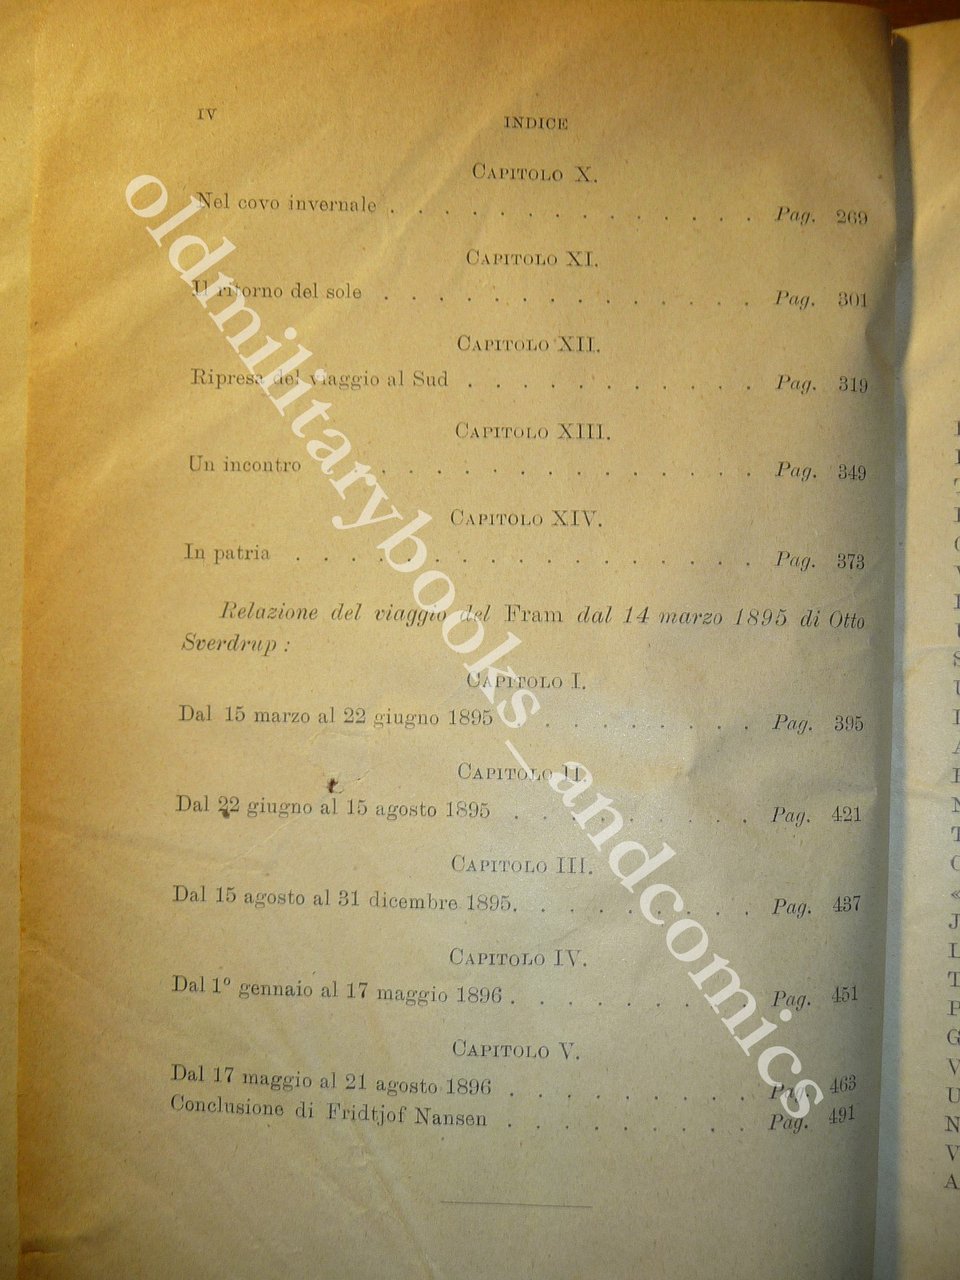 IV
INDICE
CAPITOLO X.
Nel covo invernale . . . . . . . . . . . . . . Pag. 269
CAPITOLO XI.
Il ritorno del sole . . . . . . . . . . . . . . Pag. 301
CAPITOLO XII.
Ripresa del viaggio al Sud . . . . . . . . . . . Pag. 319
CAPITOLO XIII.
Un incontro . . . . . . . . . . . . . . . Pag. 349
CAPITOLO XIV.
In patria . . . . . . . . . . . . . . . . . Pag. 373
Relazione del viaggio del Fram dal 14 marzo 1895 di Otto
Sverdrup :
CAPITOLO I.
Dal 15 marzo al 22 giugno 1895 . . . . . . . . . Pag. 395
CAPITOLO II.
Dal 22 giugno al 15 agosto 1895 . . . . . . . . . Pag. 421
CAPITOLO III.
Dal 15 agosto al 31 dicembre 1895. . . . . . . . . Pag. 437
CAPITOLO IV.
Dal 1º gennaio al 17 maggio 1896 . . . . . . . . . Pag. 451
CAPITOLO V.
Dal 17 maggio al 21 agosto 1896 . . . . . . . . . Pag. 463
Conclusione di Fridtjof Nansen . . . . . . . . . Pag. 491
oldmilitarybooks_andcomics